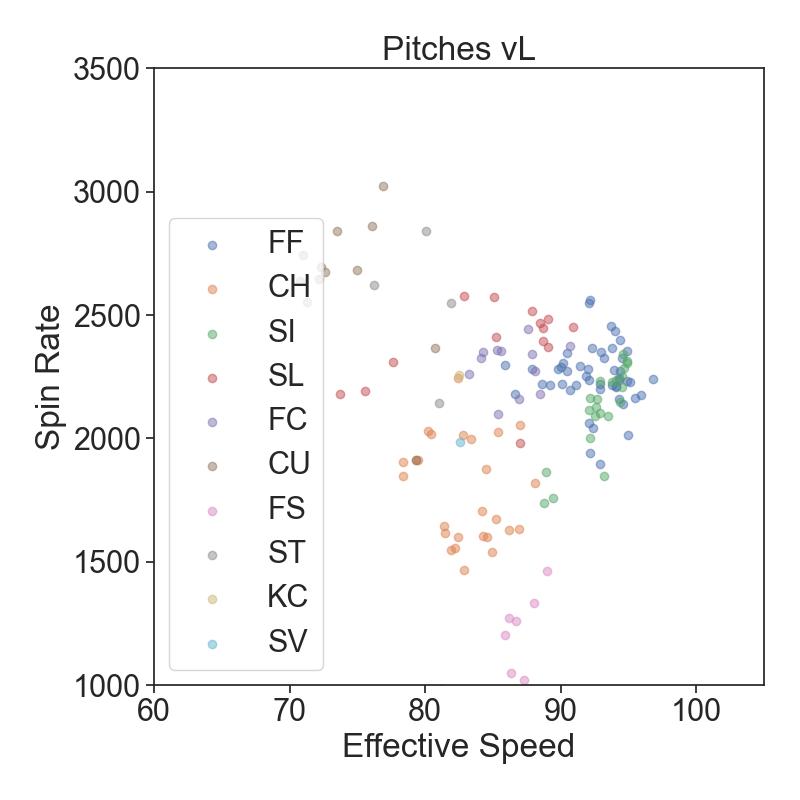 Pitches vL
3500
3000
2500
2000
1500
1000
Spin Rate
FF
CH
SI
SL
FC
CU
FS
ST
KC
SV
60 70 80 90 100
Effective Speed